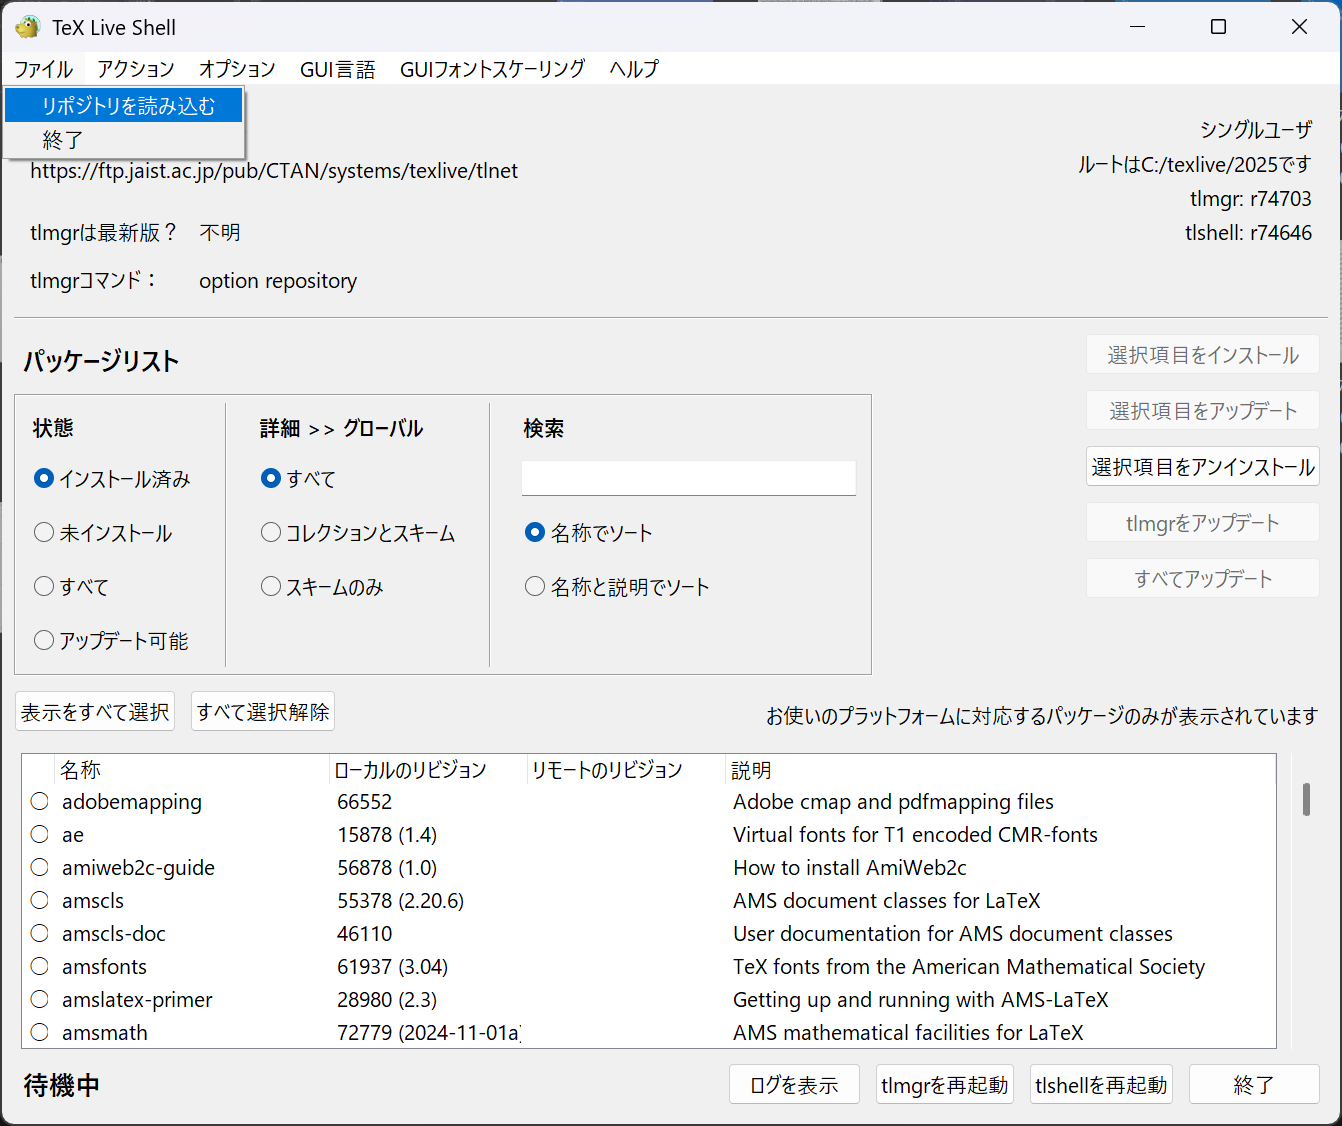 TeX Live Shell
ファイル アクション オプション GUI言語 GUIフォントスケーリング ヘルプ
リポジトリを読み込む
終了
https://ftp.jaist.ac.jp/pub/CTAN/systems/texlive/tlnet
シングルユーザ
ルートはC:/texlive/2025です
tlmgr: r74703
tlshell: r74646
tlmgrは最新版？ 不明
tlmgrコマンド： option repository
パッケージリスト
状態
インストール済み
未インストール
すべて
アップデート可能
詳細 >> グローバル
すべて
コレクションとスキーム
スキームのみ
検索
名称でソート
名称と説明でソート
選択項目をインストール
選択項目をアップデート
選択項目をアンインストール
tlmgrをアップデート
すべてアップデート
表示をすべて選択 すべて選択解除
お使いのプラットフォームに対応するパッケージのみが表示されています
名称 ローカルのリビジョン リモートのリビジョン 説明
adobemapping 66552 Adobe cmap and pdfmapping files
ae 15878 (1.4) Virtual fonts for T1 encoded CMR-fonts
amiweb2c-guide 56878 (1.0) How to install AmiWeb2c
amscls 55378 (2.20.6) AMS document classes for LaTeX
amscls-doc 46110 User documentation for AMS document classes
amsfonts 61937 (3.04) TeX fonts from the American Mathematical Society
amslatex-primer 28980 (2.3) Getting up and running with AMS-LaTeX
amsmath 72779 (2024-11-01a) AMS mathematical facilities for LaTeX
待機中
ログを表示 tlmgrを再起動 tlshellを再起動 終了